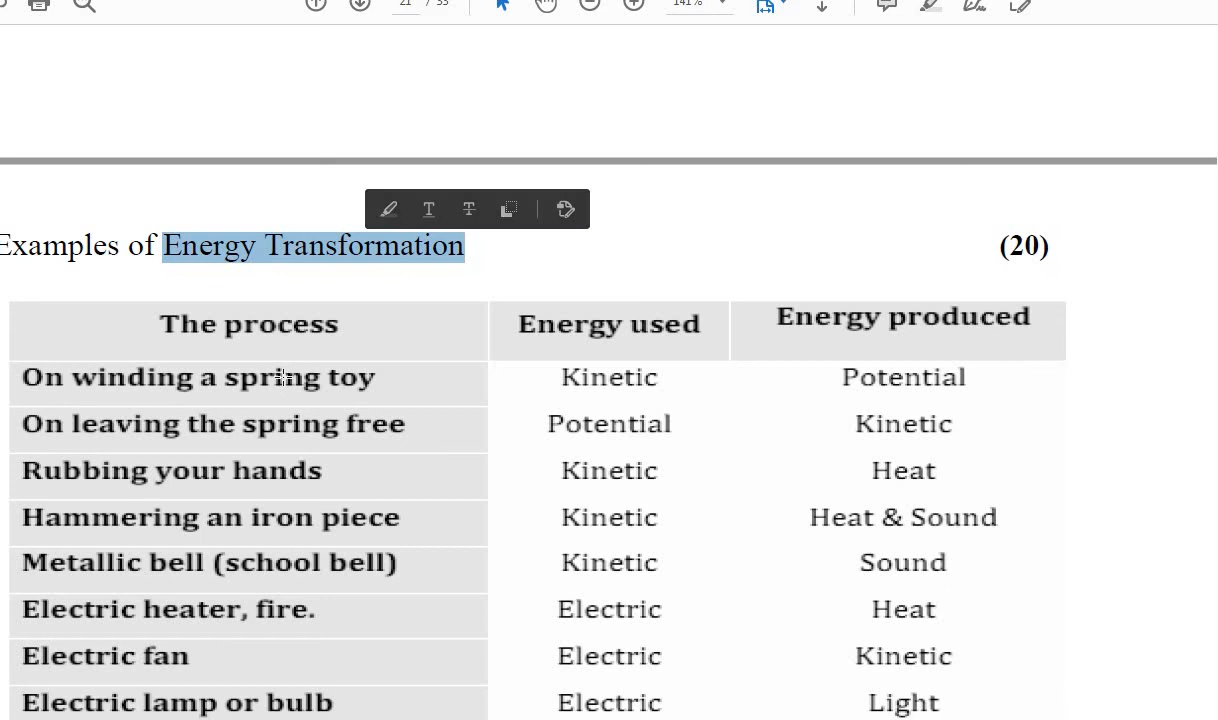 21 / 33
141%
Examples of Energy Transformation (20)
The process Energy used Energy produced
On winding a spring toy Kinetic Potential
On leaving the spring free Potential Kinetic
Rubbing your hands Kinetic Heat
Hammering an iron piece Kinetic Heat & Sound
Metallic bell (school bell) Kinetic Sound
Electric heater, fire. Electric Heat
Electric fan Electric Kinetic
Electric lamp or bulb Electric Light